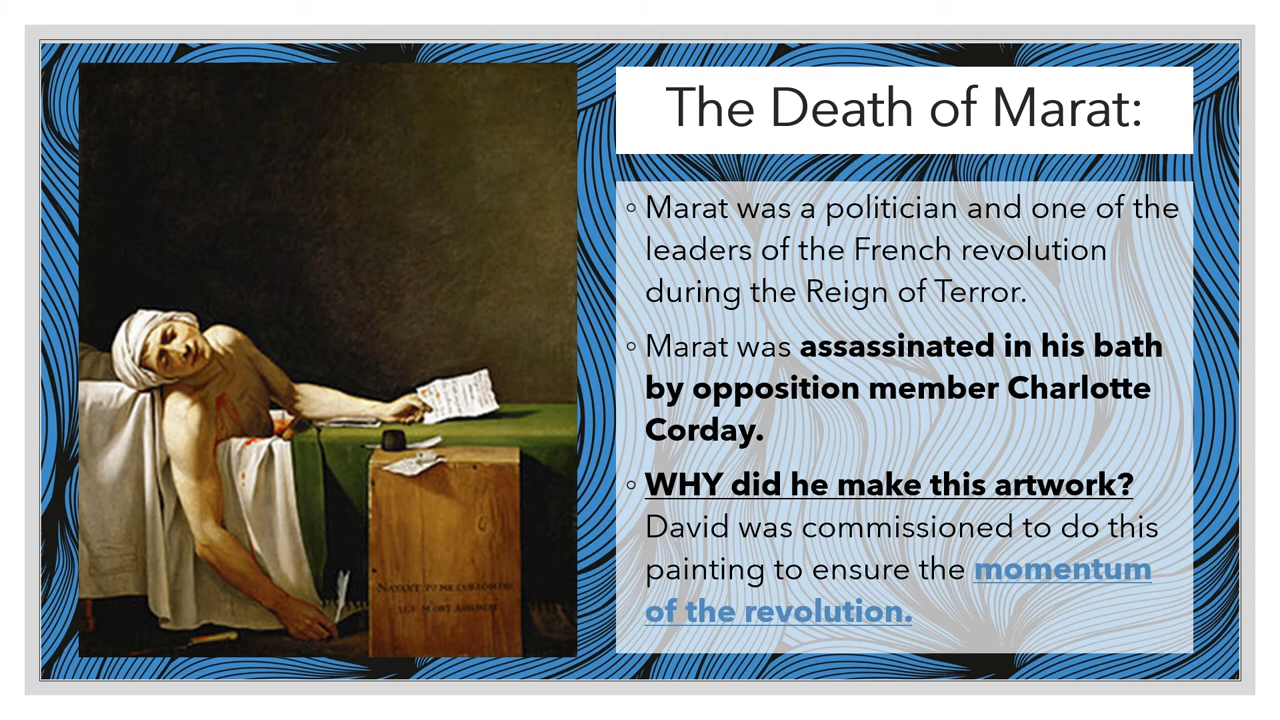 The Death of Marat:
◦ Marat was a politician and one of the
leaders of the French revolution
during the Reign of Terror.
◦ Marat was assassinated in his bath
by opposition member Charlotte
Corday.
◦ WHY did he make this artwork?
David was commissioned to do this
painting to ensure the momentum
of the revolution.